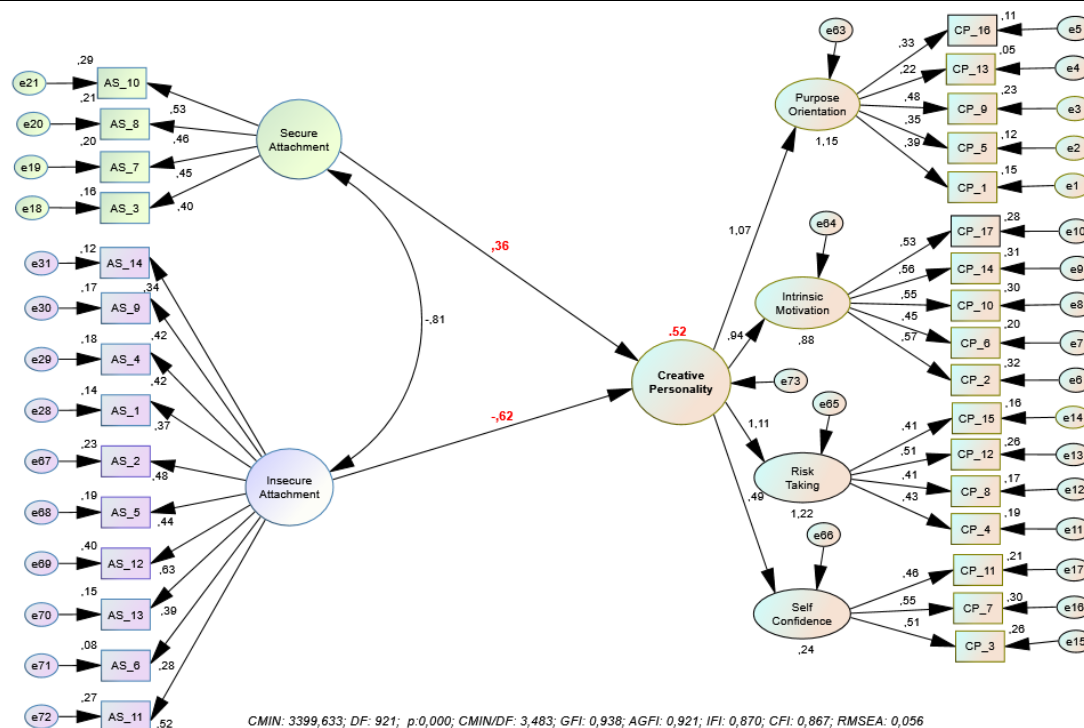 e21
,29
AS_10
e20
,21
AS_8
e19
,20
AS_7
e18
,16
AS_3
,53
,46
,45
,40
Secure
Attachment
e31
,12
AS_14
e30
,17
AS_9
e29
,18
AS_4
e28
,14
AS_1
e67
,23
AS_2
e68
,19
AS_5
e69
,40
AS_12
e70
,15
AS_13
e71
,08
AS_6
e72
,27
AS_11
,34
,42
,42
,37
,48
,44
,63
,39
,28
,52
Insecure
Attachment
-,81
,36
-,62
.52
Creative
Personality
e73
1,07
,94
1,11
,49
e63
Purpose
Orientation
1,15
,33
,22
,48
,35
,39
CP_16
,11
e5
CP_13
,05
e4
CP_9
,23
e3
CP_5
,12
e2
CP_1
,15
e1
e64
Intrinsic
Motivation
,88
,53
,56
,55
,45
,57
CP_17
,28
e10
CP_14
,31
e9
CP_10
,30
e8
CP_6
,20
e7
CP_2
,32
e6
e65
Risk
Taking
1,22
,41
,51
,41
,43
CP_15
,16
e14
CP_12
,26
e13
CP_8
,17
e12
CP_4
,19
e11
e66
Self
Confidence
,24
,46
,55
,51
CP_11
,21
e17
CP_7
,30
e16
CP_3
,26
e15
CMIN: 3399,633; DF: 921; p:0,000; CMIN/DF: 3,483; GFI: 0,938; AGFI: 0,921; IFI: 0,870; CFI: 0,867; RMSEA: 0,056